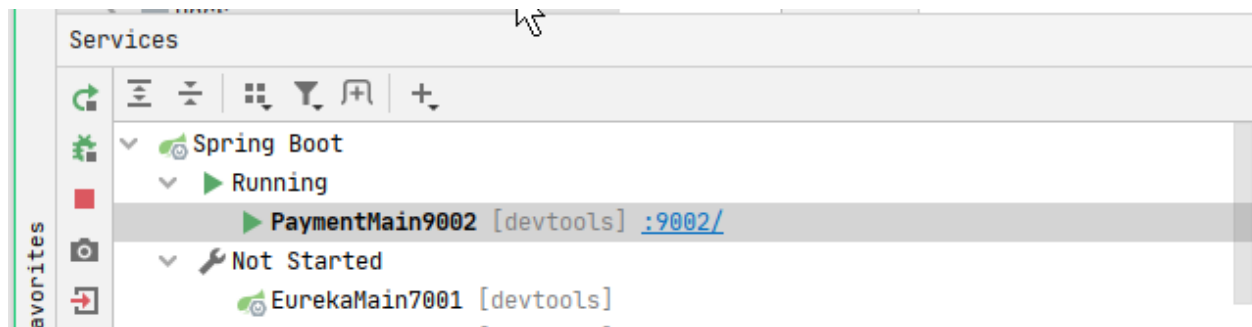 Services
Spring Boot
Running
PaymentMain9002 [devtools] :9002/
Not Started
EurekaMain7001 [devtools]
avorites